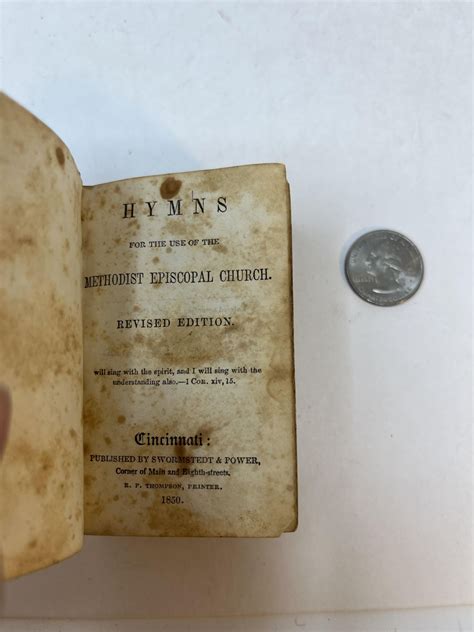 HYMNS
FOR THE USE OF THE
METHODIST EPISCOPAL CHURCH.
REVISED EDITION.
will sing with the spirit, and I will sing with the
understanding also.—1 Cor. xiv, 15.
Cincinnati:
PUBLISHED BY SWORMSTEDT & POWER,
Corner of Main and Eighth-streets.
R. P. THOMPSON, PRINTER.
1850.